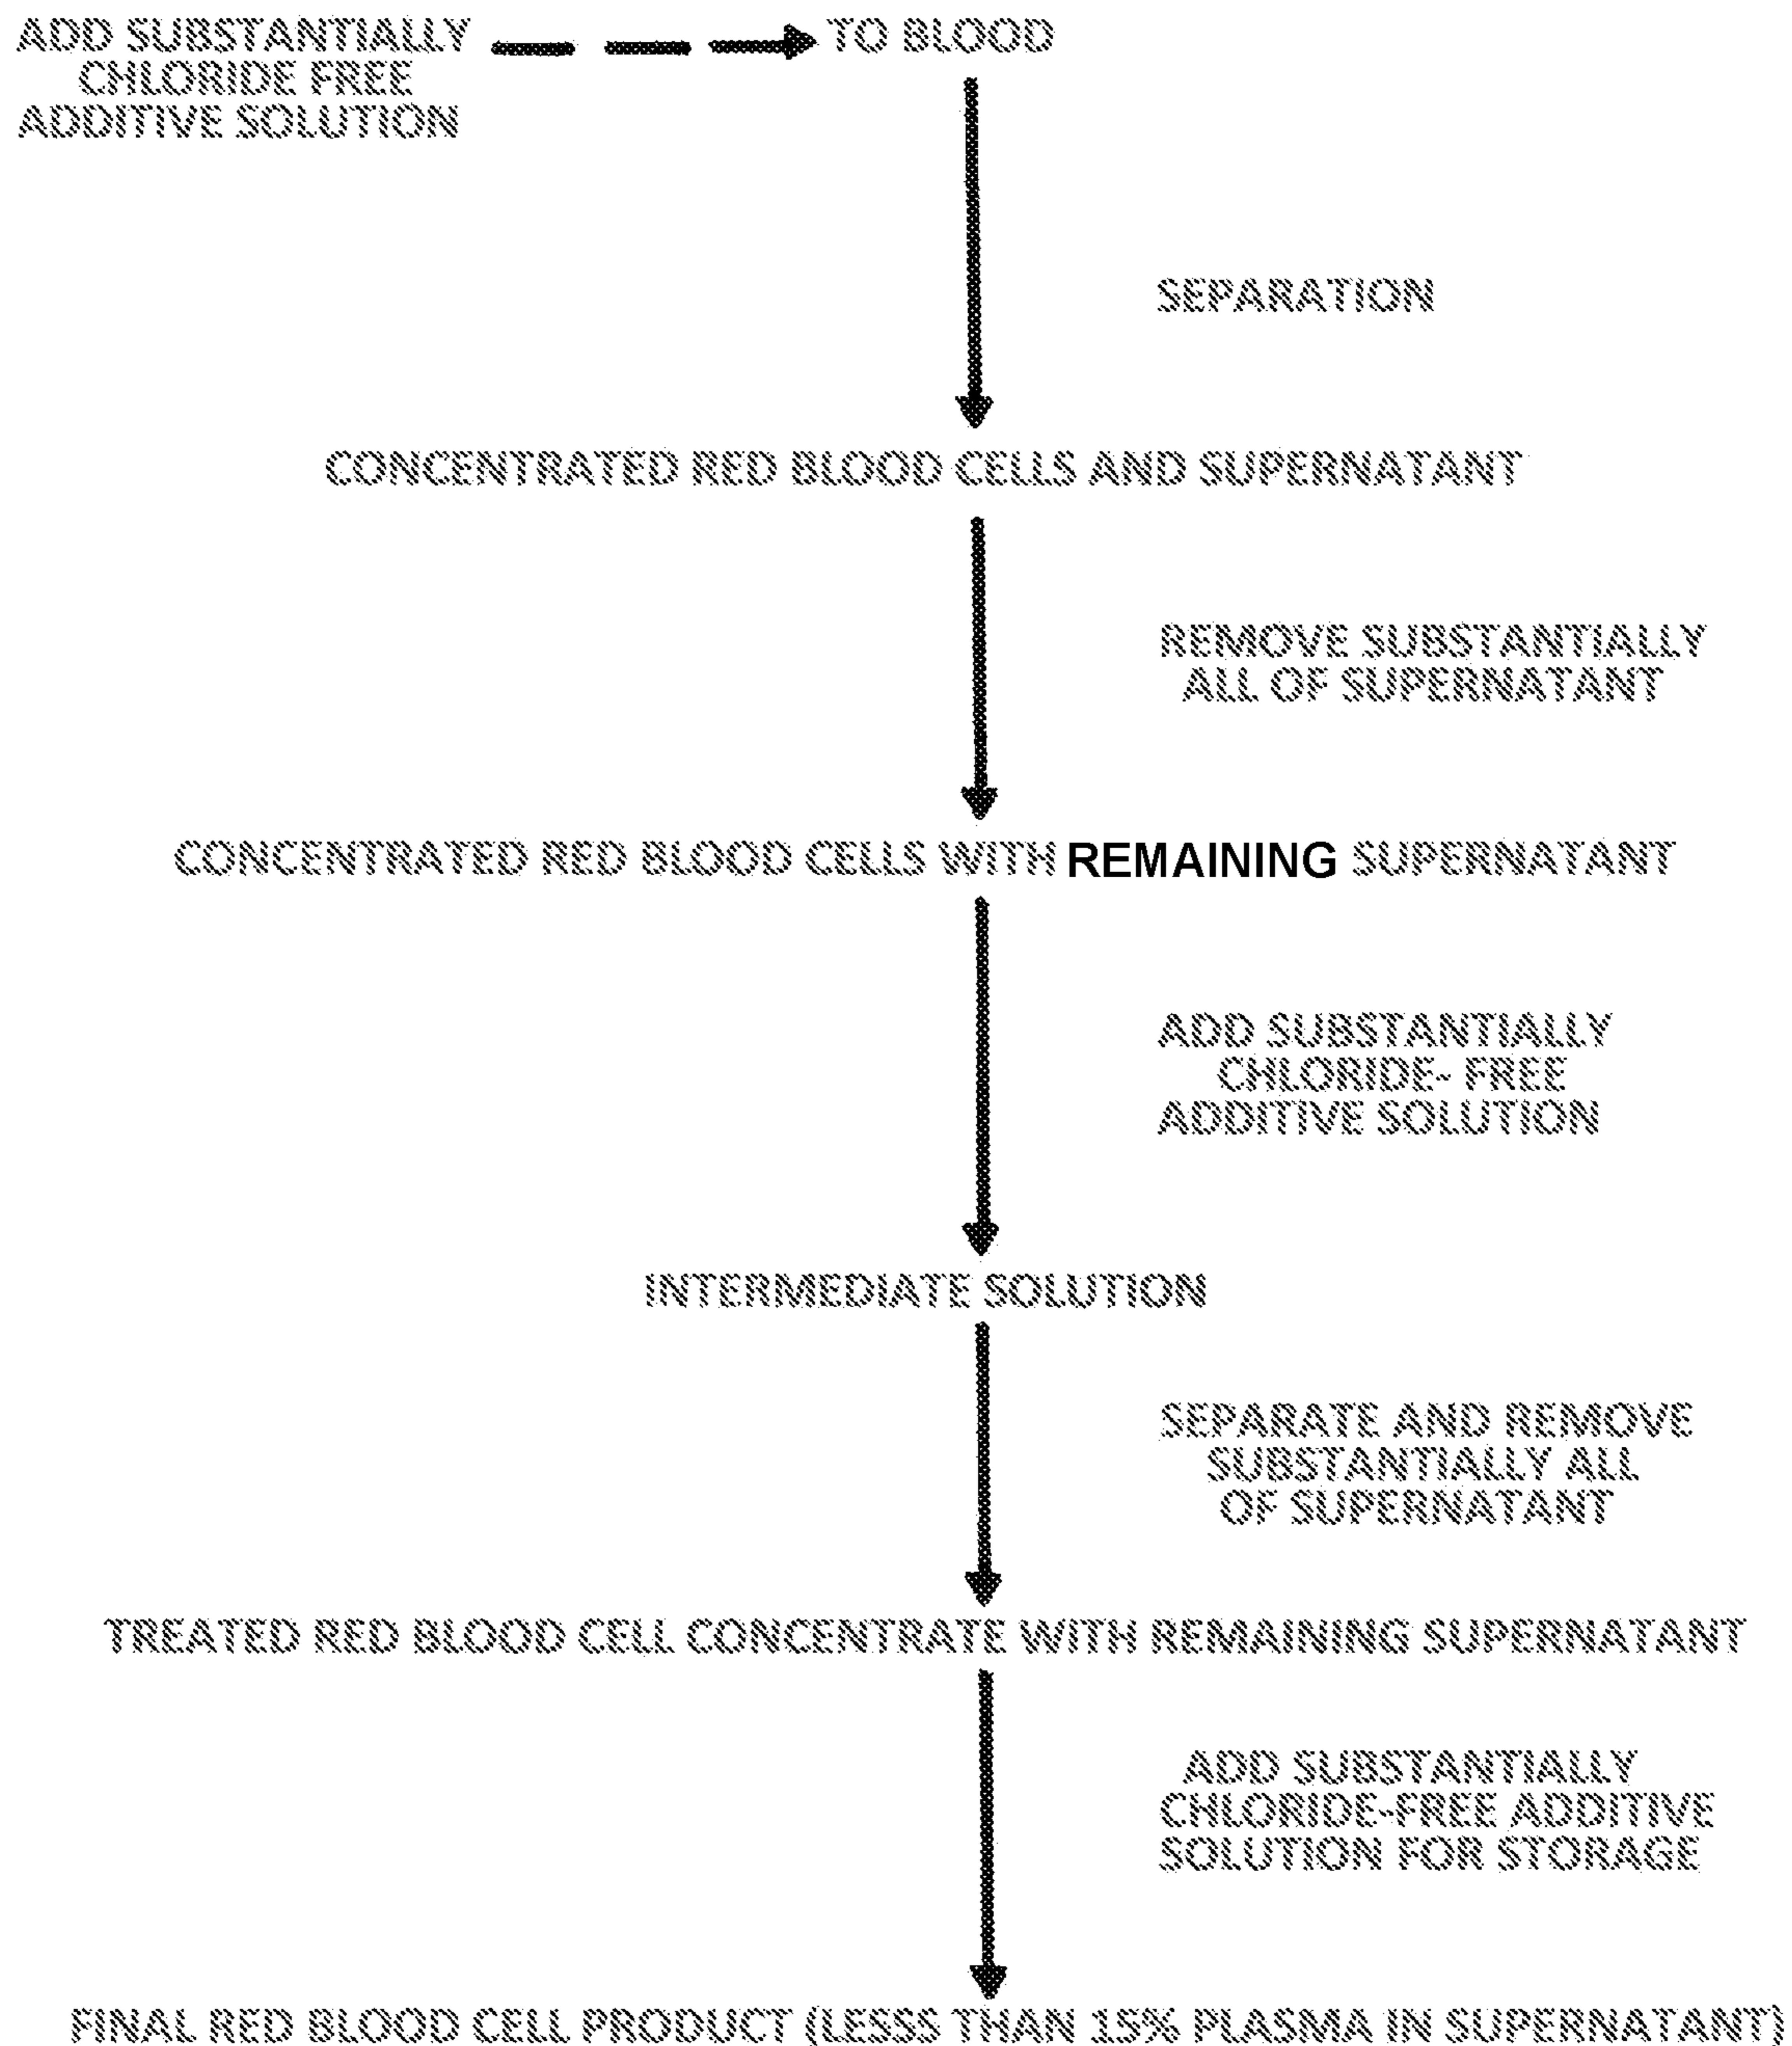 ADD SUBSTANTIALLY
CHLORIDE FREE
ADDITIVE SOLUTION
TO BLOOD
SEPARATION
CONCENTRATED RED BLOOD CELLS AND SUPERNATANT
REMOVE SUBSTANTIALLY
ALL OF SUPERNATANT
CONCENTRATED RED BLOOD CELLS WITH REMAINING SUPERNATANT
ADD SUBSTANTIALLY
CHLORIDE- FREE
ADDITIVE SOLUTION
INTERMEDIATE SOLUTION
SEPARATE AND REMOVE
SUBSTANTIALLY ALL
OF SUPERNATANT
TREATED RED BLOOD CELL CONCENTRATE WITH REMAINING SUPERNATANT
ADD SUBSTANTIALLY
CHLORIDE-FREE ADDITIVE
SOLUTION FOR STORAGE
FINAL RED BLOOD CELL PRODUCT (LESSS THAN 15% PLASMA IN SUPERNATANT)